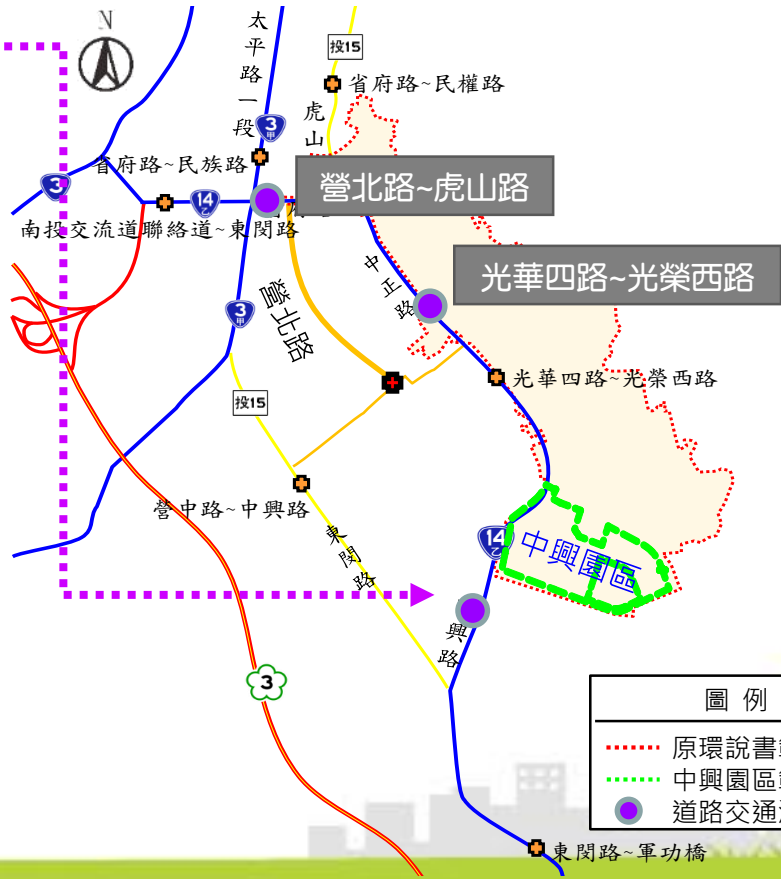 N
太平路一段
投15
省府路~民權路
虎山
3甲
省府路~民族路
3
14乙
營北路~虎山路
南投交流道聯絡道~東閔路
中正路
光華四路~光榮西路
3甲
營北路
投15
光華四路~光榮西路
營中路~中興路
東閔路
14乙
中興園區
興路
3
圖例
原環說書
中興園區
道路交通
東閔路~軍功橋